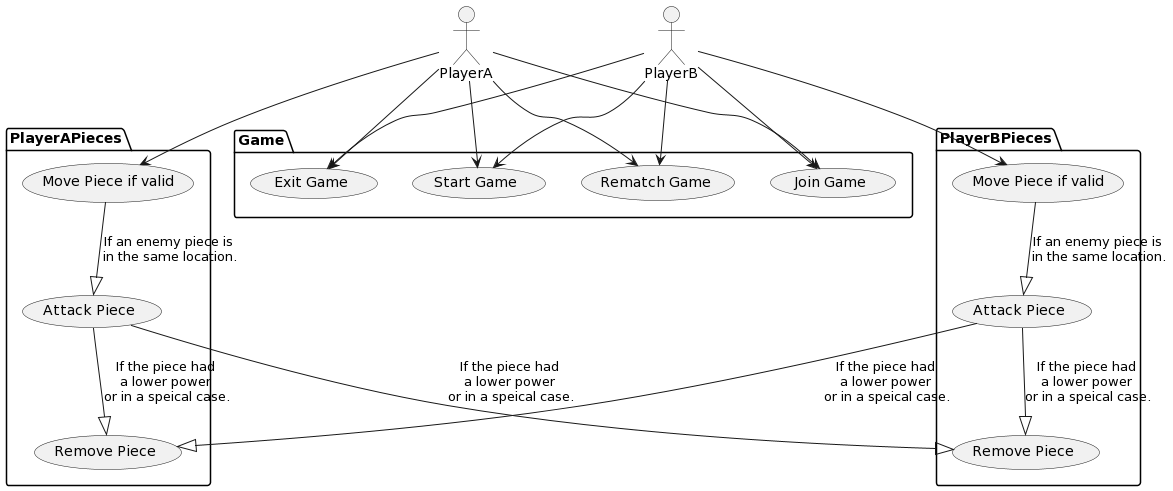 PlayerA
PlayerB
PlayerAPieces
Game
PlayerBPieces
Move Piece if valid
Exit Game
Start Game
Rematch Game
Join Game
Move Piece if valid
If an enemy piece is
in the same location.
If an enemy piece is
in the same location.
Attack Piece
Attack Piece
If the piece had
a lower power
or in a speical case.
If the piece had
a lower power
or in a speical case.
If the piece had
a lower power
or in a speical case.
If the piece had
a lower power
or in a speical case.
Remove Piece
Remove Piece